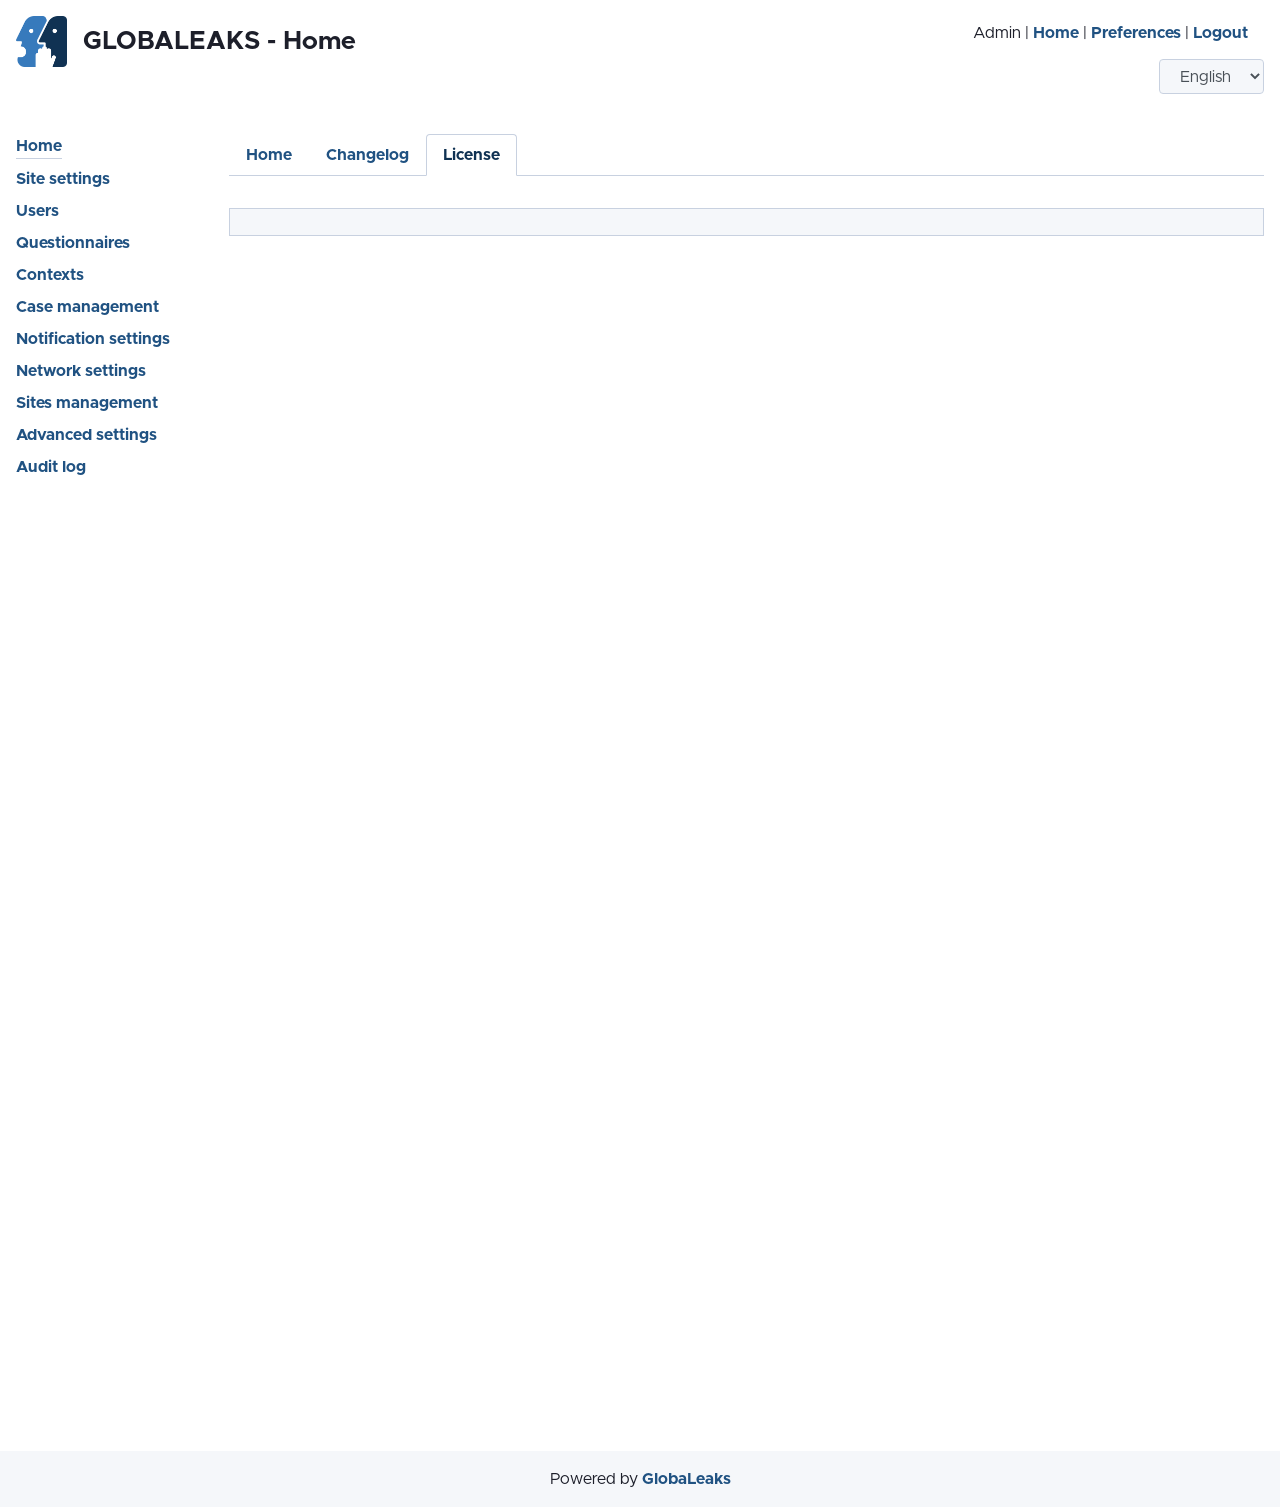 GLOBALEAKS - Home
Admin | Home | Preferences | Logout
English
Home
Site settings
Users
Questionnaires
Contexts
Case management
Notification settings
Network settings
Sites management
Advanced settings
Audit log
Home Changelog License
Powered by GlobaLeaks